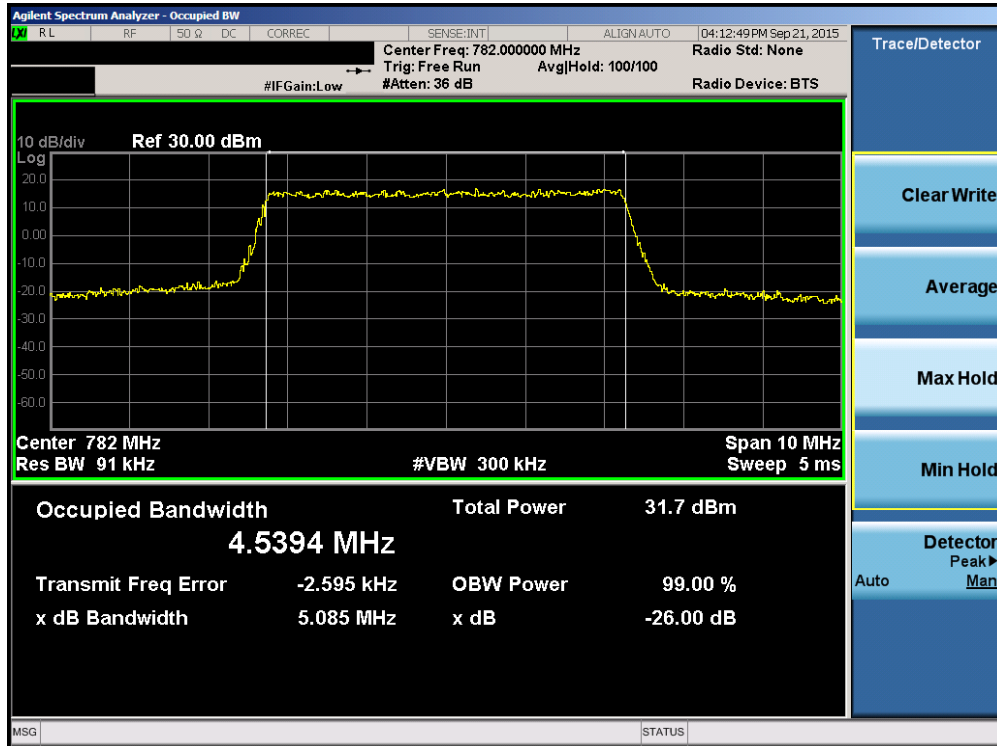 Agilent Spectrum Analyzer - Occupied BW
LXI RL RF 50 Ω DC CORREC SENSE:INT ALIGN AUTO 04:12:49 PM Sep 21, 2015
Center Freq: 782.000000 MHz Radio Std: None
Trig: Free Run Avg|Hold: 100/100
#IFGain:Low #Atten: 36 dB Radio Device: BTS
10 dB/div Ref 30.00 dBm
Log
20.0
10.0
0.00
-10.0
-20.0
-30.0
-40.0
-50.0
-60.0
Center 782 MHz Span 10 MHz
Res BW 91 kHz #VBW 300 kHz Sweep 5 ms
Occupied Bandwidth Total Power 31.7 dBm
4.5394 MHz
Transmit Freq Error -2.595 kHz OBW Power 99.00 %
x dB Bandwidth 5.085 MHz x dB -26.00 dB
MSG STATUS
Trace/Detector
Clear Write
Average
Max Hold
Min Hold
Detector
Peak▶
Auto Man